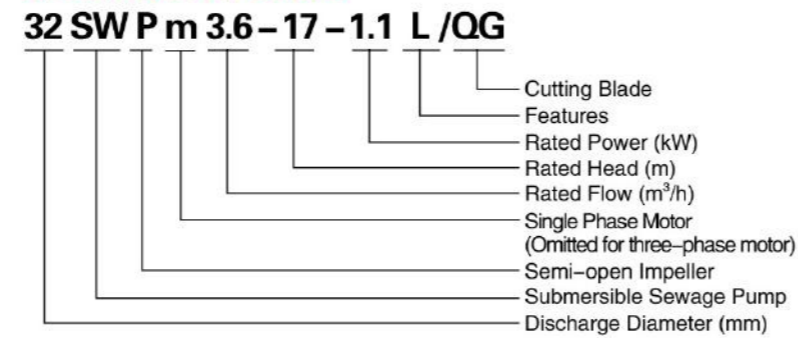 32 SW P m 3.6-17-1.1 L /QG
Cutting Blade
Features
Rated Power (kW)
Rated Head (m)
Rated Flow (m³/h)
Single Phase Motor
(Omitted for three-phase motor)
Semi-open Impeller
Submersible Sewage Pump
Discharge Diameter (mm)